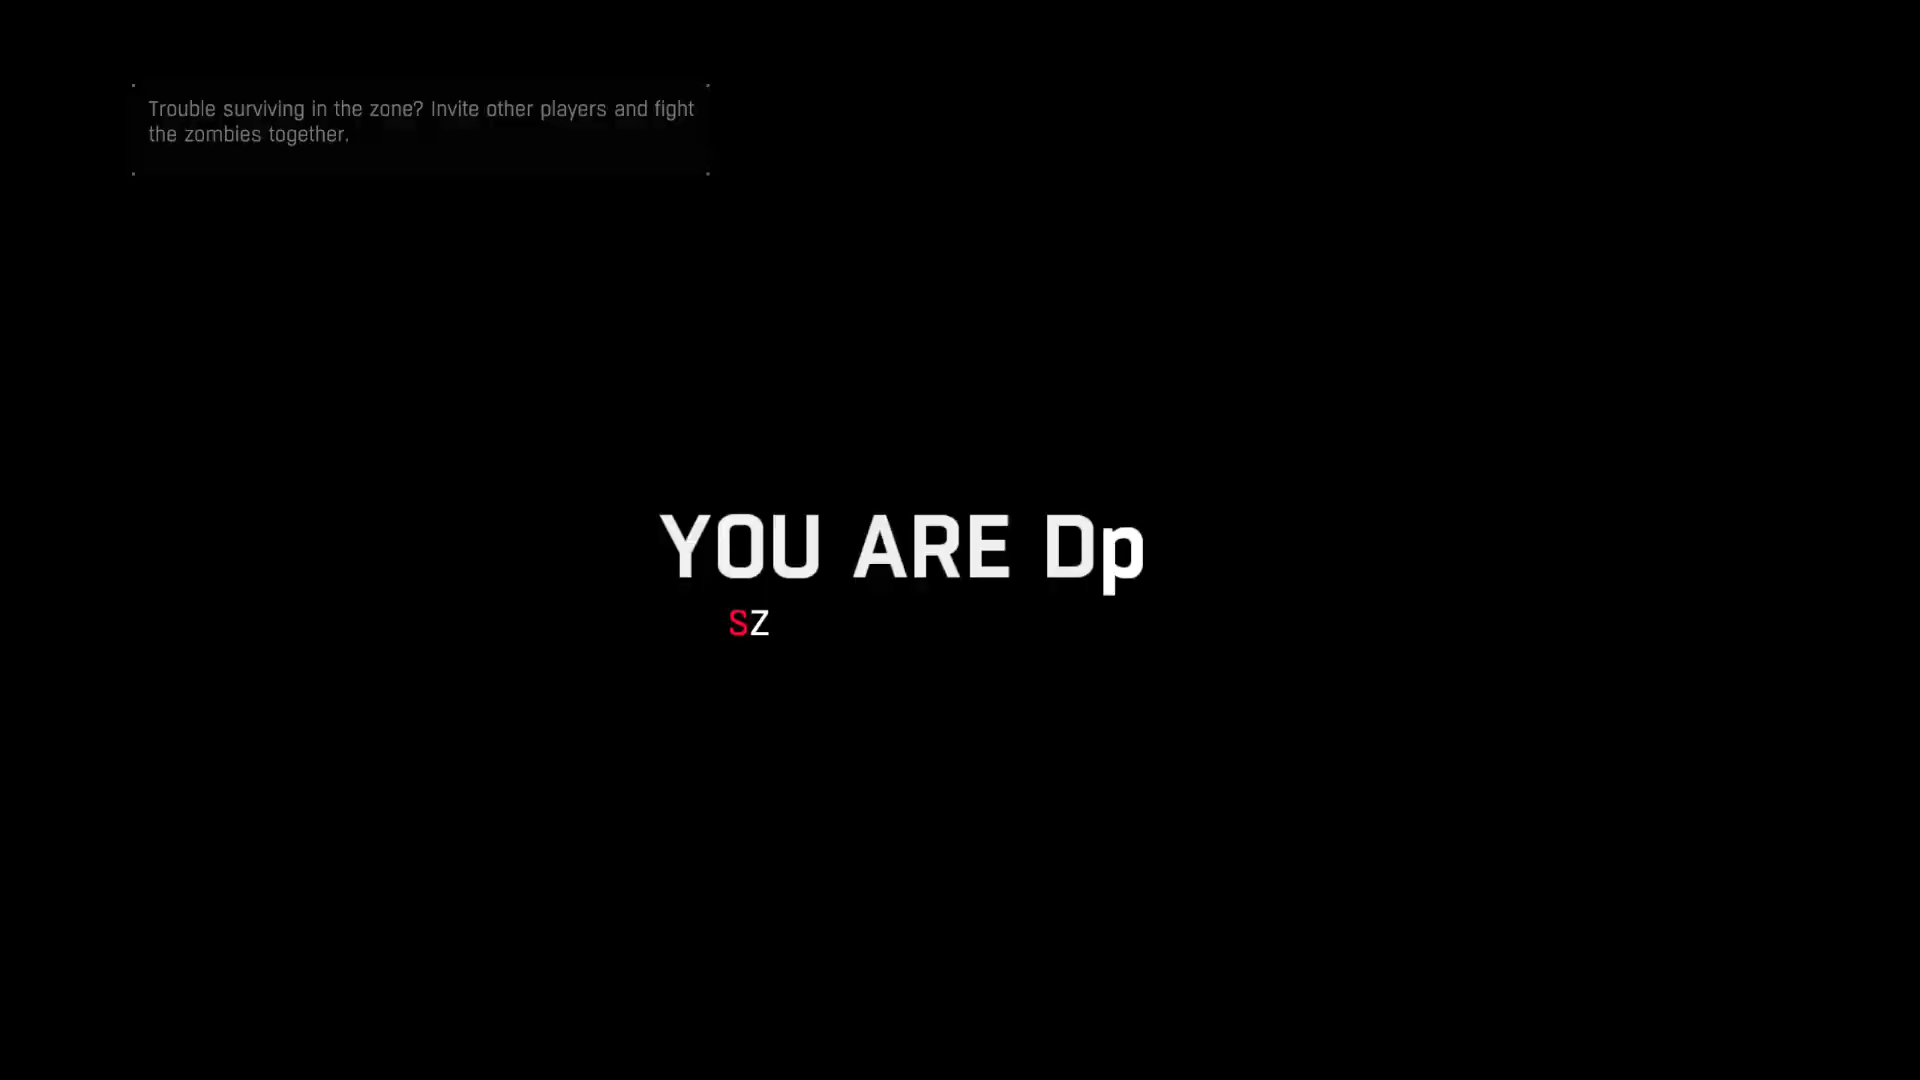 Trouble surviving in the zone? Invite other players and fight
the zombies together.
YOU ARE Dp
SZ